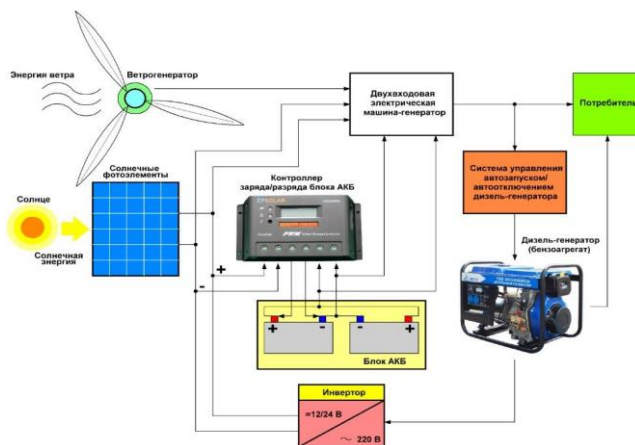 Энергия ветра
Ветрогенератор
Двухвходовая
электрическая
машина-генератор
Потребитель
Солнечные
фотоэлементы
Контроллер
заряда/разряда блока АКБ
Система управления
автозапуском/
автоотключением
дизель-генератора
Солнце
Солнечная
энергия
Дизель-генератор
(бензоагрегат)
+
-
+
-
-
+
Блок АКБ
Инвертор
=12/24 В
~ 220 В